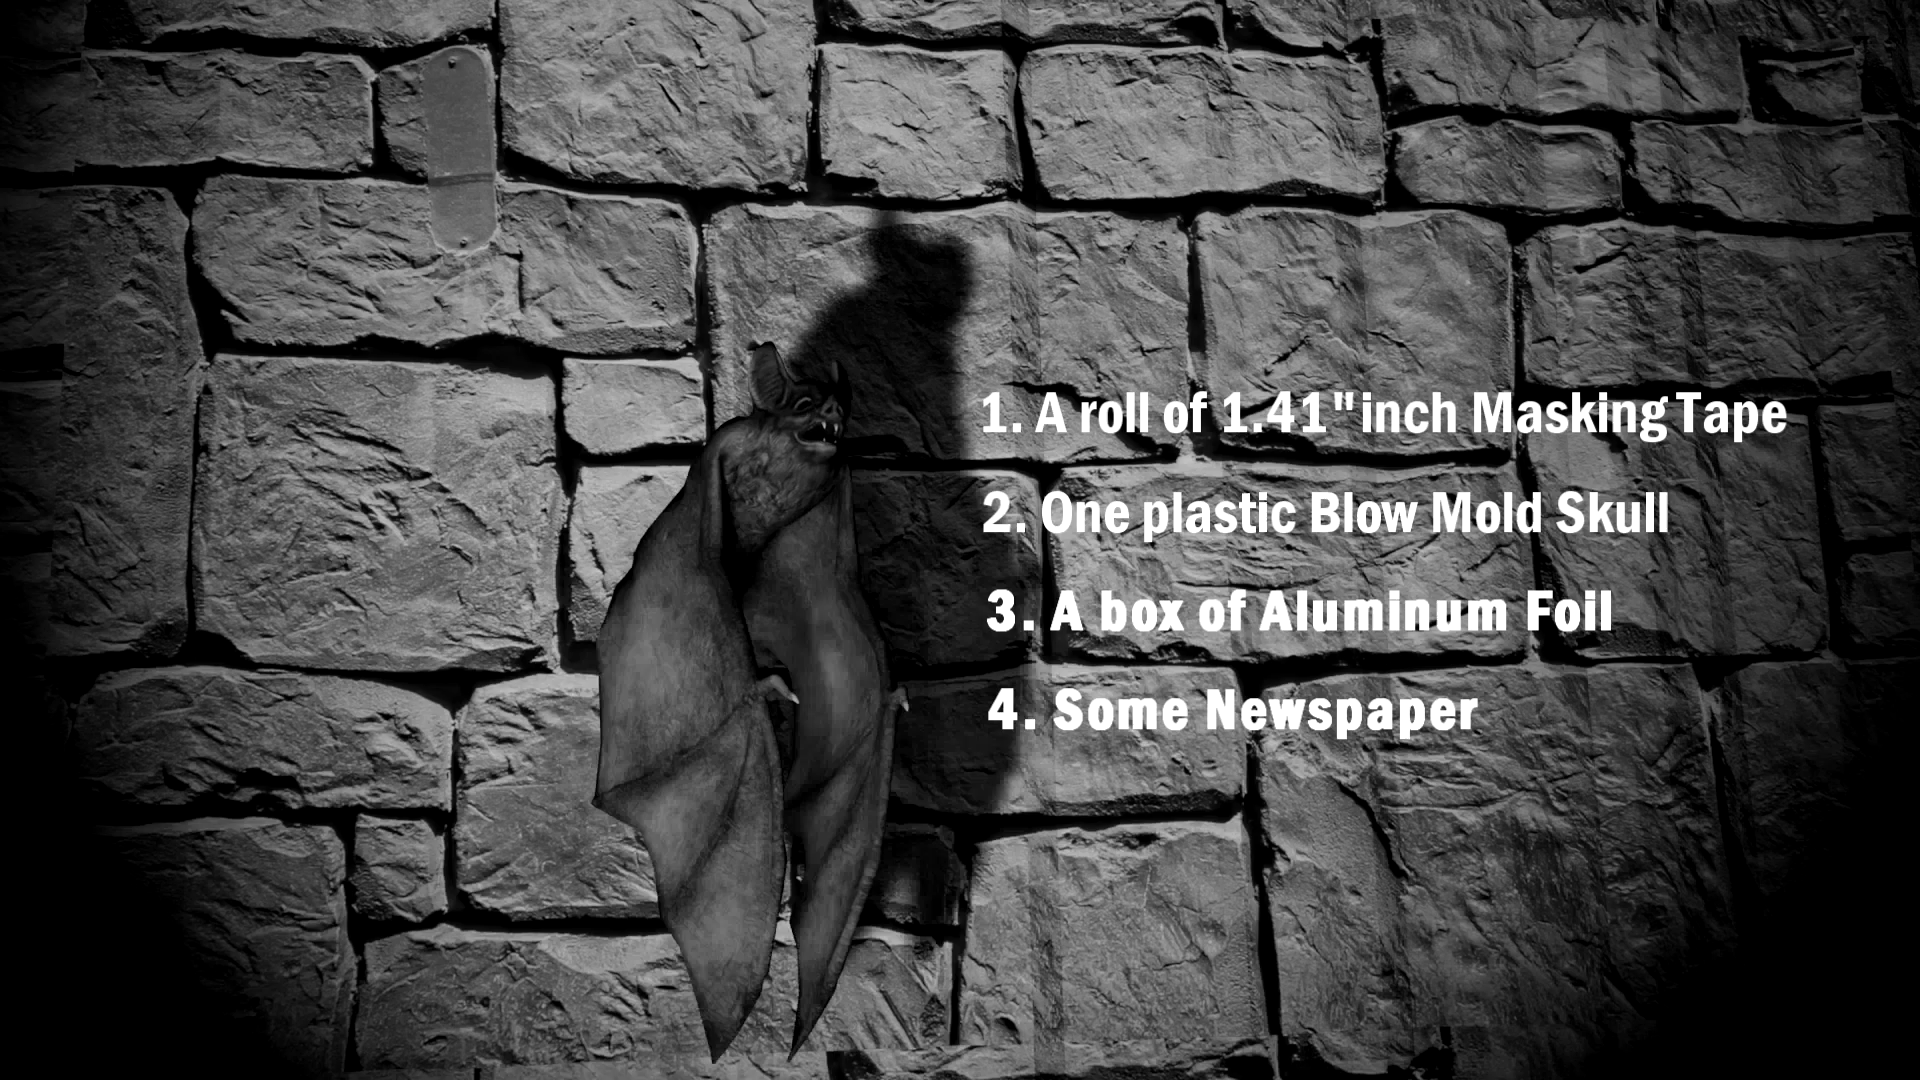 1. A roll of 1.41"inch Masking Tape
2. One plastic Blow Mold Skull
3. A box of Aluminum Foil
4. Some Newspaper